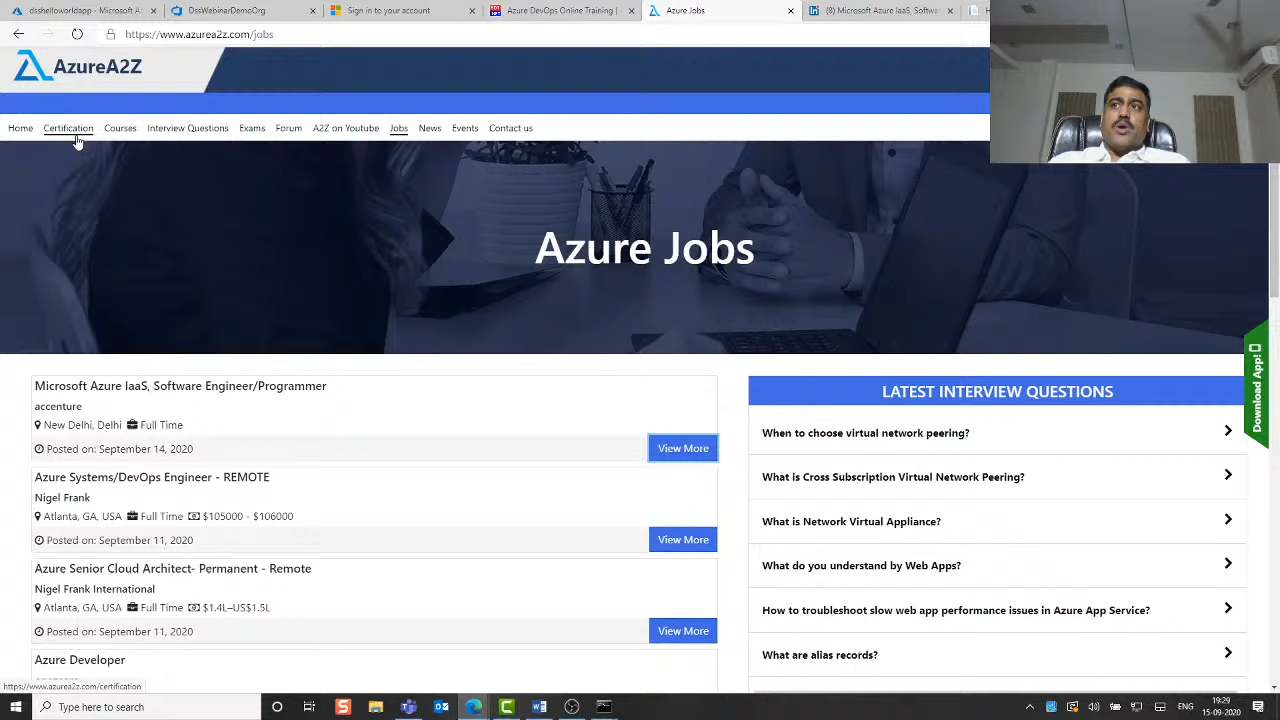 dsshelloworldapp - Microsoft Az
DssWebinarDemoOrg
Sign in to your account
Azure DevOps Online Training |
Azure Jobs
(8) Microsoft Azure App Service
https://www.azurea2z.com/jobs
AzureA2Z
Home Certification Courses Interview Questions Exams Forum A2Z on Youtube Jobs News Events Contact us
Azure Jobs
Microsoft Azure IaaS, Software Engineer/Programmer
accenture
New Delhi, Delhi Full Time
Posted on: September 14, 2020
View More
Azure Systems/DevOps Engineer - REMOTE
Nigel Frank
Atlanta, GA, USA Full Time $105000 - $106000
Posted on: September 11, 2020
View More
Azure Senior Cloud Architect- Permanent - Remote
Nigel Frank International
Atlanta, GA, USA Full Time $1.4L–US$1.5L
Posted on: September 11, 2020
View More
Azure Developer
LATEST INTERVIEW QUESTIONS
When to choose virtual network peering?
What is Cross Subscription Virtual Network Peering?
What is Network Virtual Appliance?
What do you understand by Web Apps?
How to troubleshoot slow web app performance issues in Azure App Service?
What are alias records?
Download App!
https://www.azurea2z.com/certification
Type here to search
ENG
19:29
15-09-2020